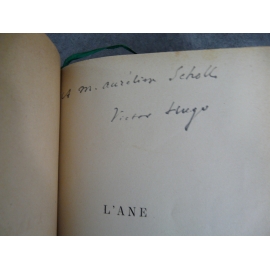 A M. Aurélien Scholl
Victor Hugo
L'ANE